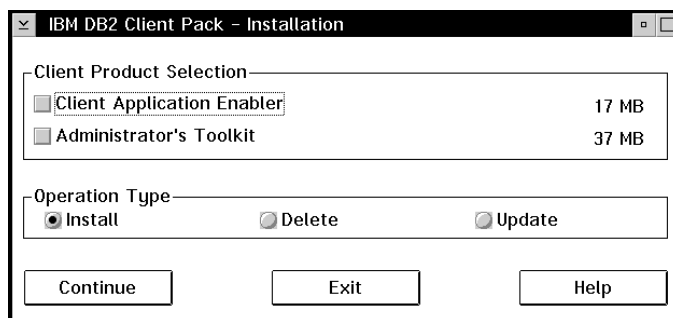 IBM DB2 Client Pack - Installation
Client Product Selection
Client Application Enabler 17 MB
Administrator's Toolkit 37 MB
Operation Type
Install Delete Update
Continue Exit Help